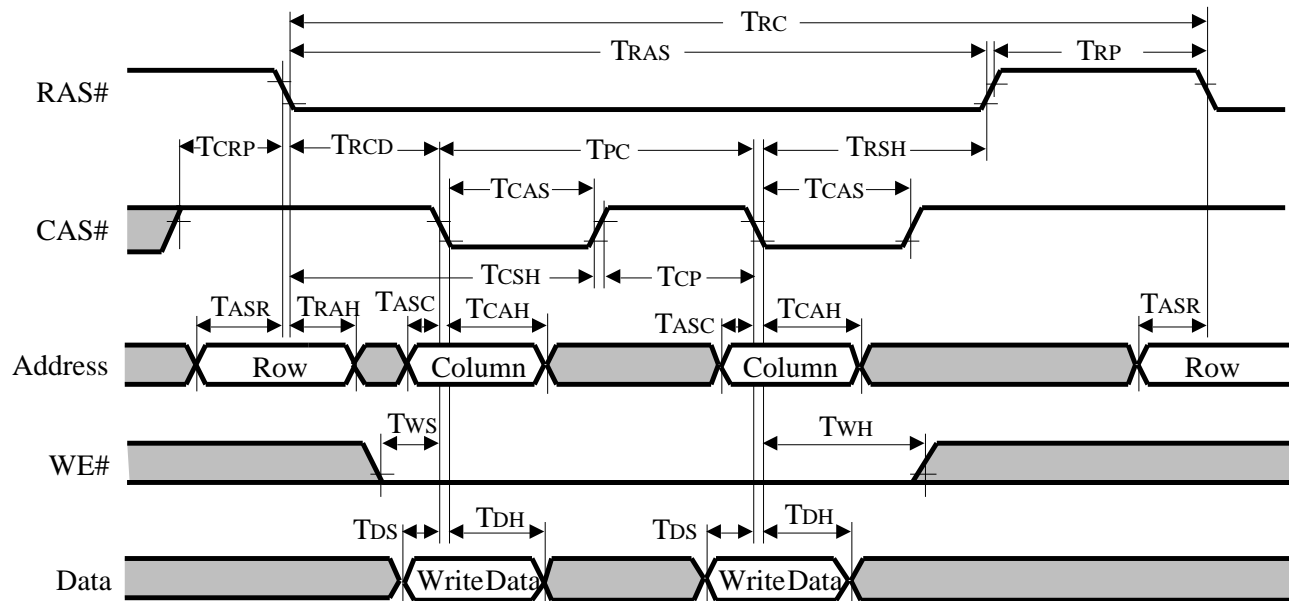 TRC
TRAS
TRP
RAS#
TCRP
TRCD
TPC
TRSH
TCAS
TCAS
CAS#
TCSH
TCP
TASR
TRAH
TASC
TCAH
TASC
TCAH
TASR
Address
Row
Column
Column
Row
TWS
TWH
WE#
TDS
TDH
TDS
TDH
Data
WriteData
WriteData